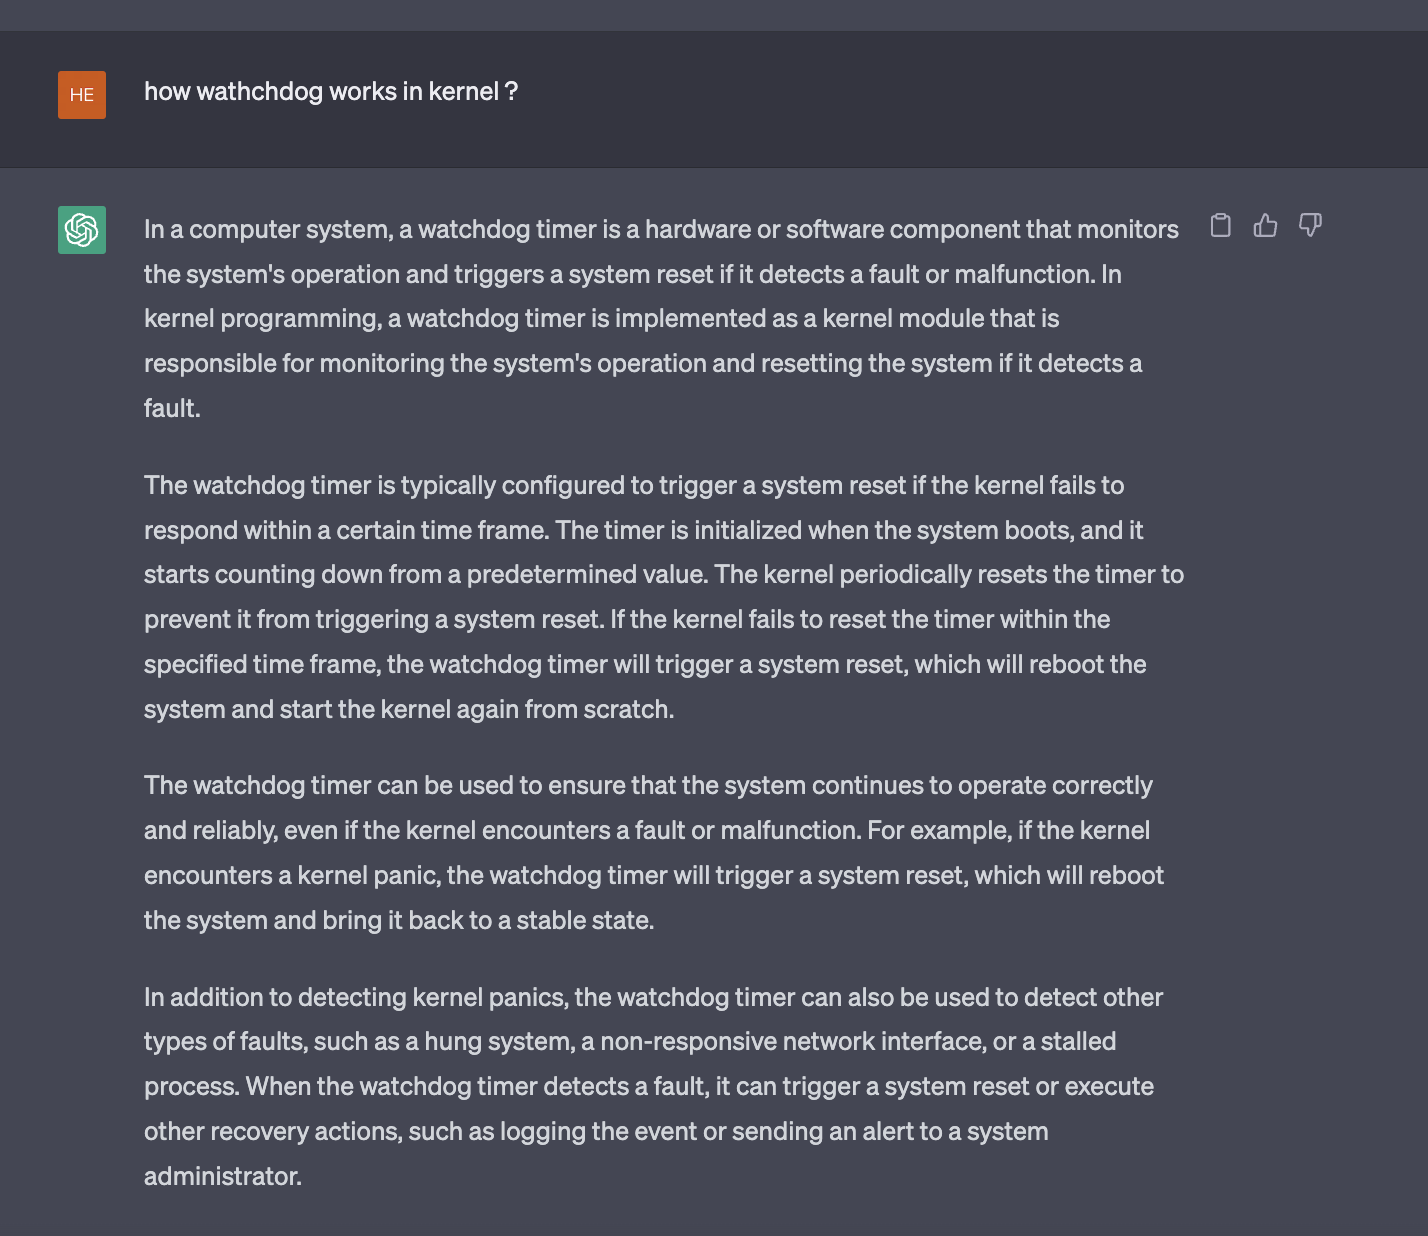 HE
how wathchdog works in kernel ?
In a computer system, a watchdog timer is a hardware or software component that monitors
the system's operation and triggers a system reset if it detects a fault or malfunction. In
kernel programming, a watchdog timer is implemented as a kernel module that is
responsible for monitoring the system's operation and resetting the system if it detects a
fault.
The watchdog timer is typically configured to trigger a system reset if the kernel fails to
respond within a certain time frame. The timer is initialized when the system boots, and it
starts counting down from a predetermined value. The kernel periodically resets the timer to
prevent it from triggering a system reset. If the kernel fails to reset the timer within the
specified time frame, the watchdog timer will trigger a system reset, which will reboot the
system and start the kernel again from scratch.
The watchdog timer can be used to ensure that the system continues to operate correctly
and reliably, even if the kernel encounters a fault or malfunction. For example, if the kernel
encounters a kernel panic, the watchdog timer will trigger a system reset, which will reboot
the system and bring it back to a stable state.
In addition to detecting kernel panics, the watchdog timer can also be used to detect other
types of faults, such as a hung system, a non-responsive network interface, or a stalled
process. When the watchdog timer detects a fault, it can trigger a system reset or execute
other recovery actions, such as logging the event or sending an alert to a system
administrator.